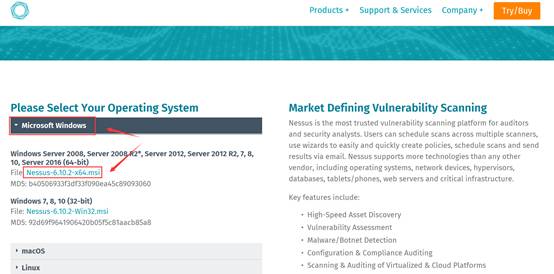 Products +
Support & Services
Company +
Try/Buy
Please Select Your Operating System
Microsoft Windows
Windows Server 2008, Server 2008 R2*, Server 2012, Server 2012 R2, 7, 8,
10, Server 2016 (64-bit)
File: Nessus-6.10.2-x64.msi
MD5: b40506933f3df33f090ea45c89093060
Windows 7, 8, 10 (32-bit)
File: Nessus-6.10.2-Win32.msi
MD5: 92d69f9641906420b05f5c81aacb85a8
macOS
Linux
Market Defining Vulnerability Scanning
Nessus is the most trusted vulnerability scanning platform for auditors
and security analysts. Users can schedule scans across multiple scanners,
use wizards to easily and quickly create policies, schedule scans and send
results via email. Nessus supports more technologies than any other
vendor, including operating systems, network devices, hypervisors,
databases, tablets/phones, web servers and critical infrastructure.
Key features include:
• High-Speed Asset Discovery
• Vulnerability Assessment
• Malware/Botnet Detection
• Configuration & Compliance Auditing
• Scanning & Auditing of Virtualized & Cloud Platforms